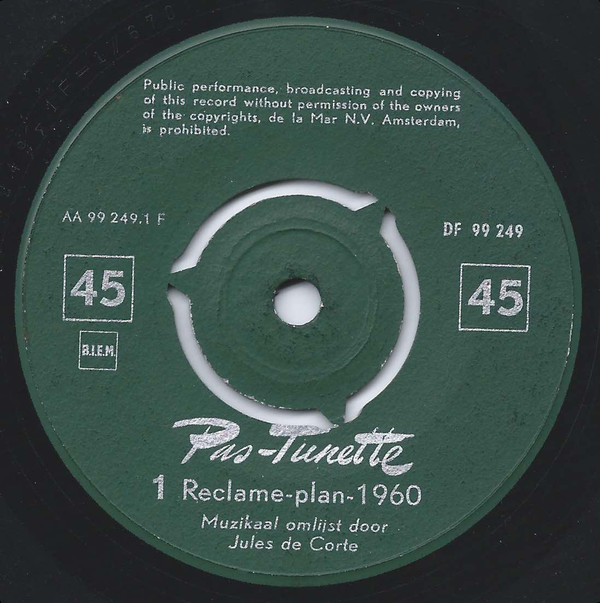 Public performance, broadcasting and copying
of this record without permission of the owners
of the copyrights, de la Mar N.V. Amsterdam,
is prohibited.
AA 99 249.1 F
DF 99 249
45
45
B.I.E.M.
Pas-Tunette
1 Reclame-plan-1960
Muzikaal omlijst door
Jules de Corte